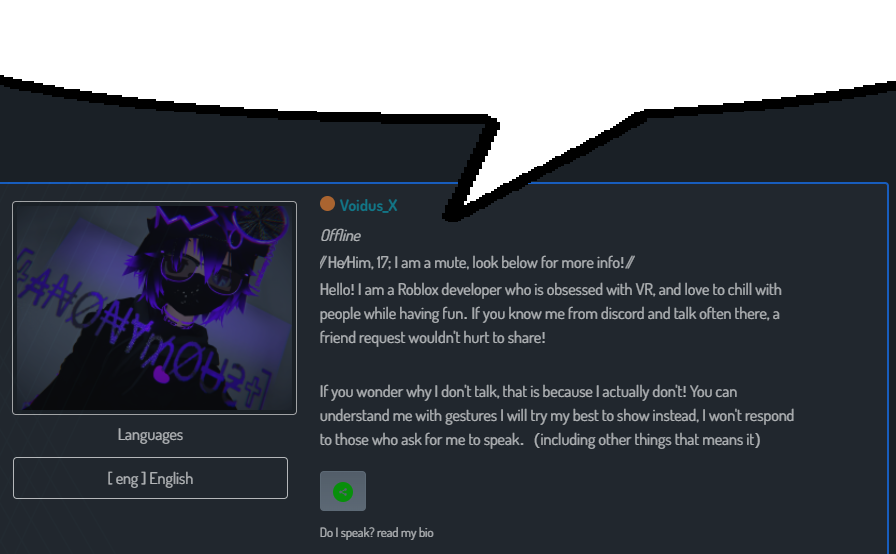 Voidus_X
Offline
// He/Him, 17; I am a mute, look below for more info! //
Hello! I am a Roblox developer who is obsessed with VR, and love to chill with
people while having fun. If you know me from discord and talk often there, a
friend request wouldn't hurt to share!
If you wonder why I don't talk, that is because I actually don't! You can
understand me with gestures I will try my best to show instead, I won't respond
to those who ask for me to speak. (including other things that means it)
Do I speak? read my bio
Languages
[ eng ] English